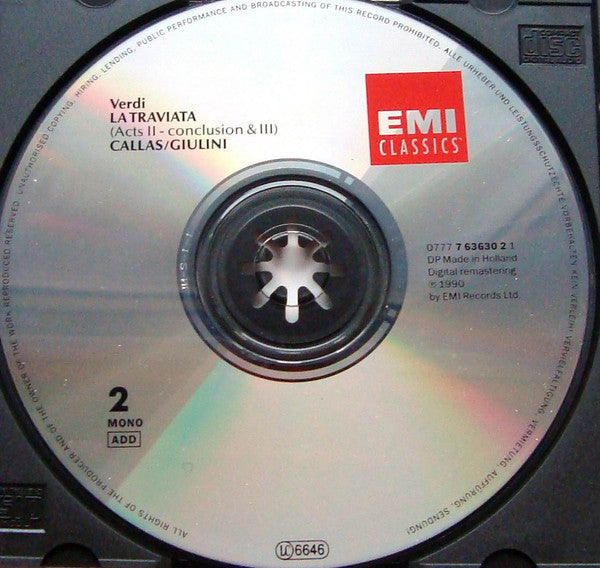 Verdi
LA TRAVIATA
(Acts II - conclusion & III)
CALLAS/GIULINI
EMI
CLASSICS
0777 7 63630 2 1
DP Made in Holland
Digital remastering
℗ 1990
by EMI Records Ltd.
2
MONO
ADD
ALL RIGHTS OF THE PRODUCER AND OF THE OWNER OF THE WORK REPRODUCED RESERVED. UNAUTHORISED COPYING, HIRING, LENDING, PUBLIC PERFORMANCE AND BROADCASTING OF THIS RECORD PROHIBITED. ALLE URHEBER- UND LEISTUNGSSCHUTZRECHTE VORBEHALTEN. KEIN VERLEIH! VERVIELFÄLTIGUNG, VERMIETUNG, AUFFÜHRUNG, SENDUNG!
LC 6646
COMPACT
disc